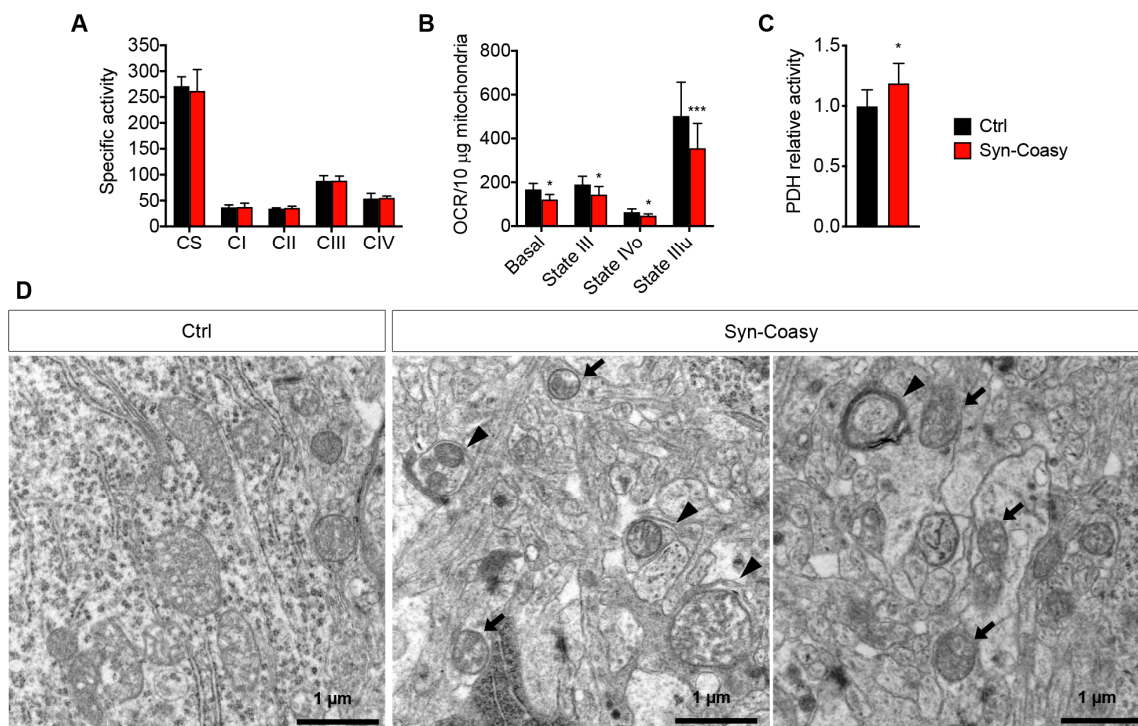 A
Specific activity
350
300
250
200
150
100
50
0
CS CI CII CIII CIV
B
OCR/10 µg mitochondria
800
600
400
200
0
* * * ***
Basal State III State IVo State IIIu
C
PDH relative activity
1.5
1.0
0.5
0.0
*
Ctrl
Syn-Coasy
D
Ctrl Syn-Coasy
1 µm 1 µm 1 µm